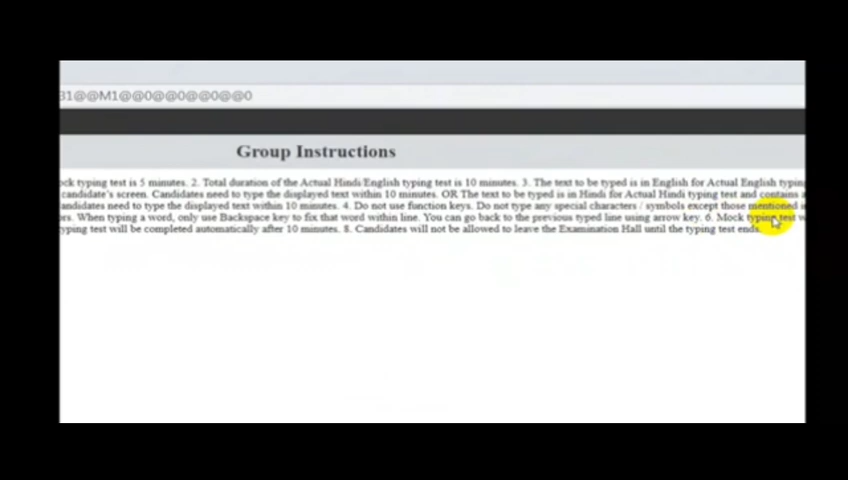 31@@M1@@0@@0@@0@@0
Group Instructions
ck typing test is 5 minutes. 2. Total duration of the Actual Hindi/English typing test is 10 minutes. 3. The text to be typed is in English for Actual English typing
candidate's screen. Candidates need to type the displayed text within 10 minutes. OR The text to be typed is in Hindi for Actual Hindi typing test and contains a
andidates need to type the displayed text within 10 minutes. 4. Do not use function keys. Do not type any special characters / symbols except those mentioned
rs. When typing a word, only use Backspace key to fix that word within line. You can go back to the previous typed line using arrow key. 6. Mock typing test w
yping test will be completed automatically after 10 minutes. 8. Candidates will not be allowed to leave the Examination Hall until the typing test ends.